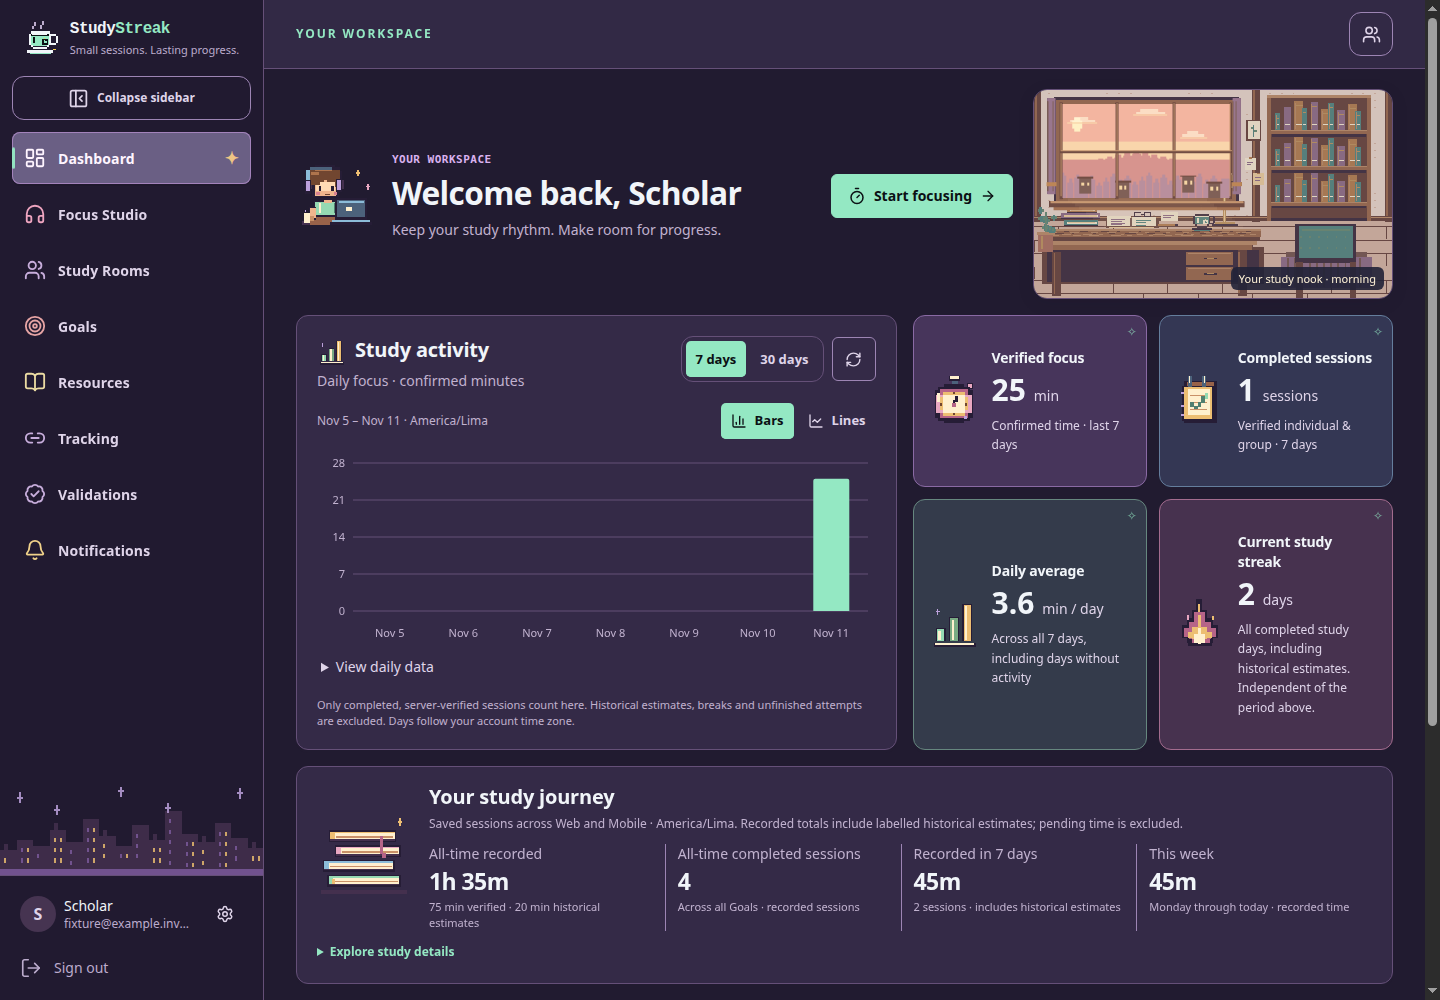 StudyStreak
Small sessions. Lasting progress.
Collapse sidebar
Dashboard
Focus Studio
Study Rooms
Goals
Resources
Tracking
Validations
Notifications
S
Scholar
fixture@example.inv...
Sign out
YOUR WORKSPACE
YOUR WORKSPACE
Welcome back, Scholar
Keep your study rhythm. Make room for progress.
Start focusing
Your study nook · morning
Study activity
Daily focus · confirmed minutes
7 days
30 days
Nov 5 – Nov 11 · America/Lima
Bars
Lines
28
21
14
7
0
Nov 5
Nov 6
Nov 7
Nov 8
Nov 9
Nov 10
Nov 11
View daily data
Only completed, server-verified sessions count here. Historical estimates, breaks and unfinished attempts
are excluded. Days follow your account time zone.
Verified focus
25 min
Confirmed time · last 7
days
Completed sessions
1 sessions
Verified individual &
group · 7 days
Daily average
3.6 min / day
Across all 7 days,
including days without
activity
Current study
streak
2 days
All completed study
days, including
historical estimates.
Independent of the
period above.
Your study journey
Saved sessions across Web and Mobile · America/Lima. Recorded totals include labelled historical estimates; pending time is excluded.
All-time recorded
1h 35m
75 min verified · 20 min historical
estimates
All-time completed sessions
4
Across all Goals · recorded sessions
Recorded in 7 days
45m
2 sessions · includes historical estimates
This week
45m
Monday through today · recorded time
Explore study details